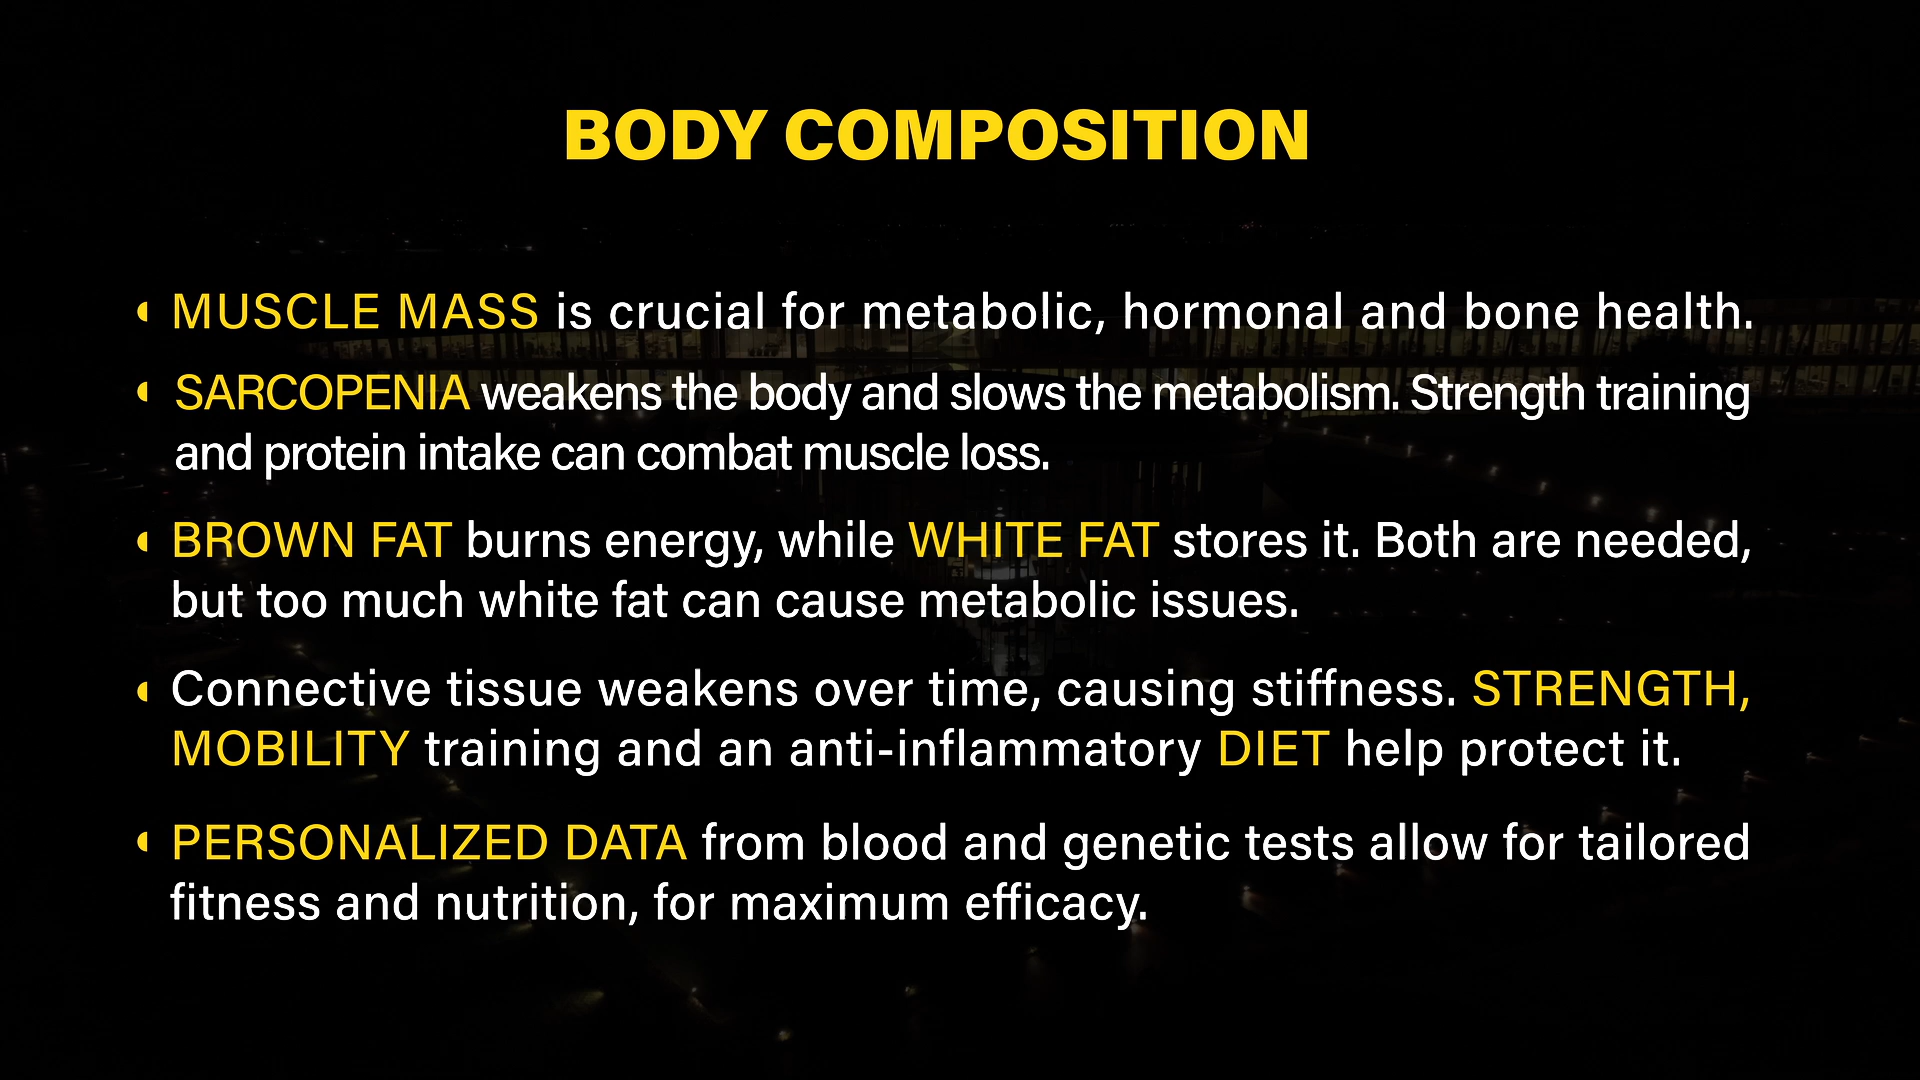 BODY COMPOSITION
MUSCLE MASS is crucial for metabolic, hormonal and bone health.
SARCOPENIA weakens the body and slows the metabolism. Strength training
and protein intake can combat muscle loss.
BROWN FAT burns energy, while WHITE FAT stores it. Both are needed,
but too much white fat can cause metabolic issues.
Connective tissue weakens over time, causing stiffness. STRENGTH,
MOBILITY training and an anti-inflammatory DIET help protect it.
PERSONALIZED DATA from blood and genetic tests allow for tailored
fitness and nutrition, for maximum efficacy.